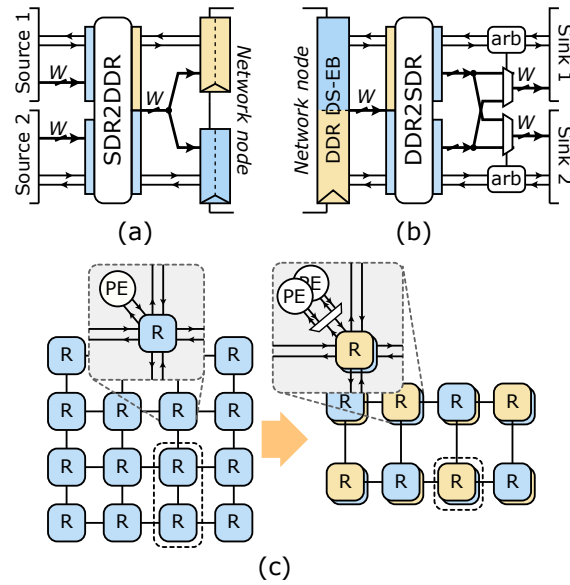 Source 1
Source 2
W
W
SDR2DDR
W
Network node
(a)
Network node
DDR DS-EB
W
DDR2SDR
arb
arb
W
W
Sink 1
Sink 2
(b)
PE
R
R R
R R R R
R R R R
R R R R
PE
PE
R
R R R R
R R R R
(c)